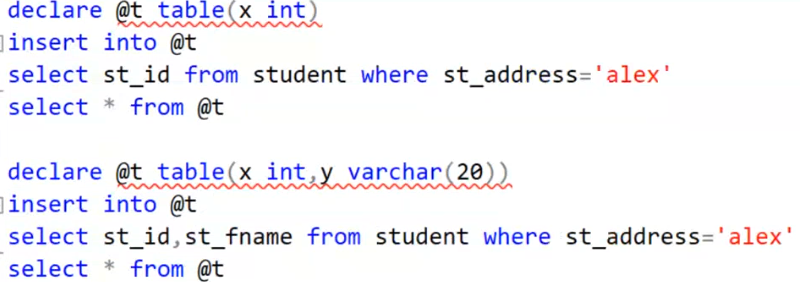 declare @t table(x int)
insert into @t
select st_id from student where st_address='alex'
select * from @t
declare @t table(x int,y varchar(20))
insert into @t
select st_id,st_fname from student where st_address='alex'
select * from @t